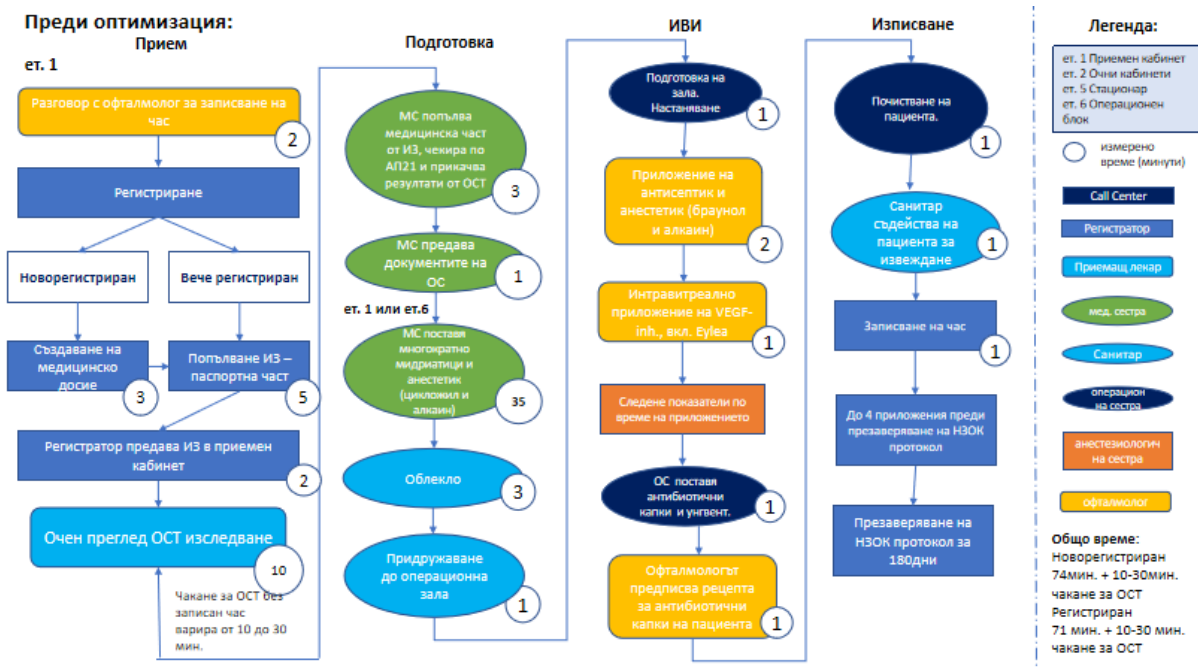 Преди оптимизация:
Прием
ет. 1
Разговор с офталмолог за записване на
час
2
Регистриране
Новорегистриран
Вече регистриран
Създаване на
медицинско
досие
3
Попълване ИЗ –
паспортна част
5
Регистратор предава ИЗ в приемен
кабинет
2
Очен преглед ОСТ изследване
10
Чакане за ОСТ без
записан час
варира от 10 до 30
мин.
Подготовка
МС попълва
медицинска част
от ИЗ, чекира по
АП21 и прикачва
резултати от ОСТ
3
МС предава
документите на
ОС
1
ет. 1 или ет.6
МС поставя
многократно
мидриатици и
анестетик
(цикложил и
алкаин)
35
Облекло
3
Придружаване
до операционна
зала
1
ИВИ
Подготовка на
зала.
Настаняване
1
Приложение на
антисептик и
анестетик (браунол
и алкаин)
2
Интравитреално
приложение на VEGF-
inh., вкл. Eylea
1
Следене показатели по
време на приложението
ОС поставя
антибиотични
капки и унгвент.
1
Офталмологът
предписва рецепта
за антибиотични
капки на пациента
1
Изписване
Почистване на
пациента.
1
Санитар
съдейства на
пациента за
извеждане
1
Записване на час
1
До 4 приложения преди
презаверяване на НЗОК
протокол
Презаверяване на
НЗОК протокол за
180дни
Легенда:
ет. 1 Приемен кабинет
ет. 2 Очни кабинети
ет. 5 Стационар
ет. 6 Операционен
блок
измерено
време (минути)
Call Center
Регистратор
Приемащ лекар
мед. сестра
Санитар
операцион
на сестра
анестезиологич
на сестра
офталмолог
Общо време:
Новорегистриран
74мин. + 10-30мин.
чакане за ОСТ
Регистриран
71 мин. + 10-30 мин.
чакане за ОСТ